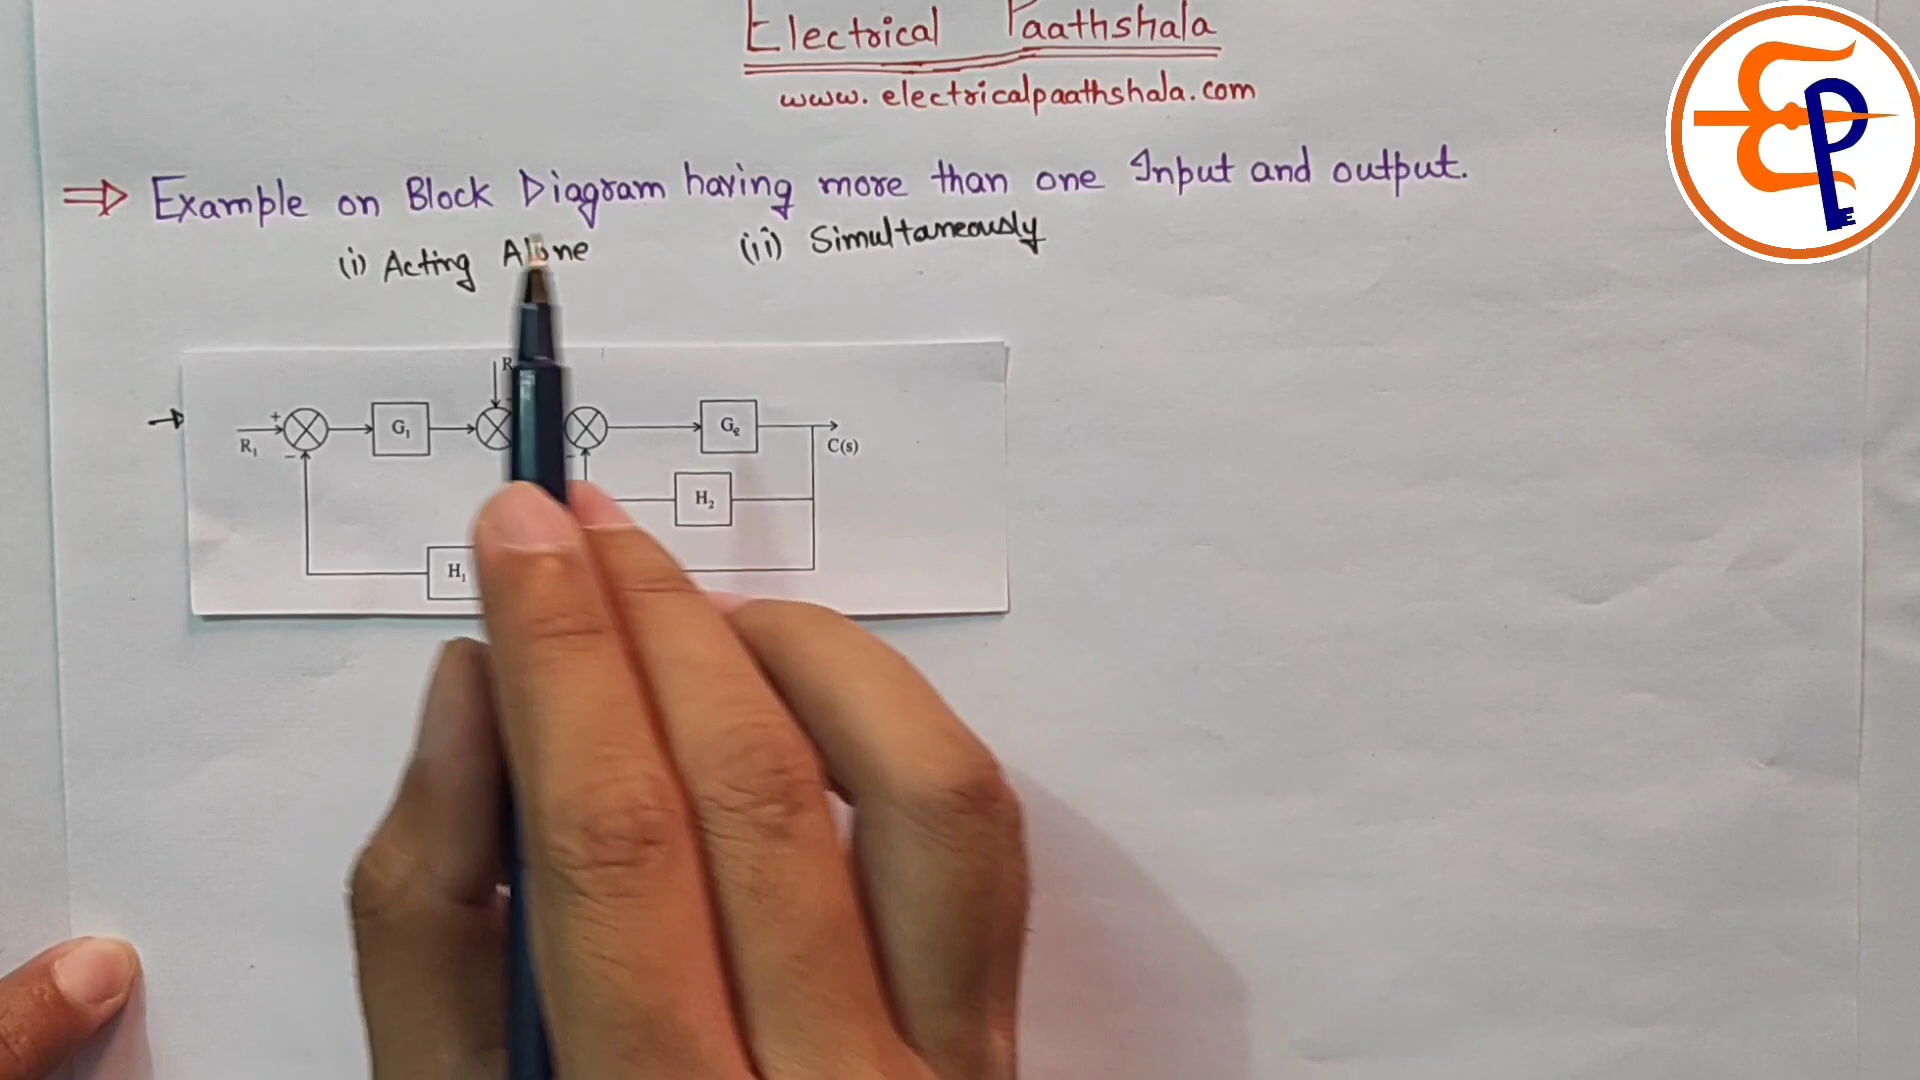 Electrical Paathshala
www.electricalpaathshala.com
EP
⇒ Example on Block Diagram having more than one Input and output.
(i) Acting Alone (ii) Simultaneously
R
+ G₁ G₂
R₁ C(s)
− −
H₂
H₁